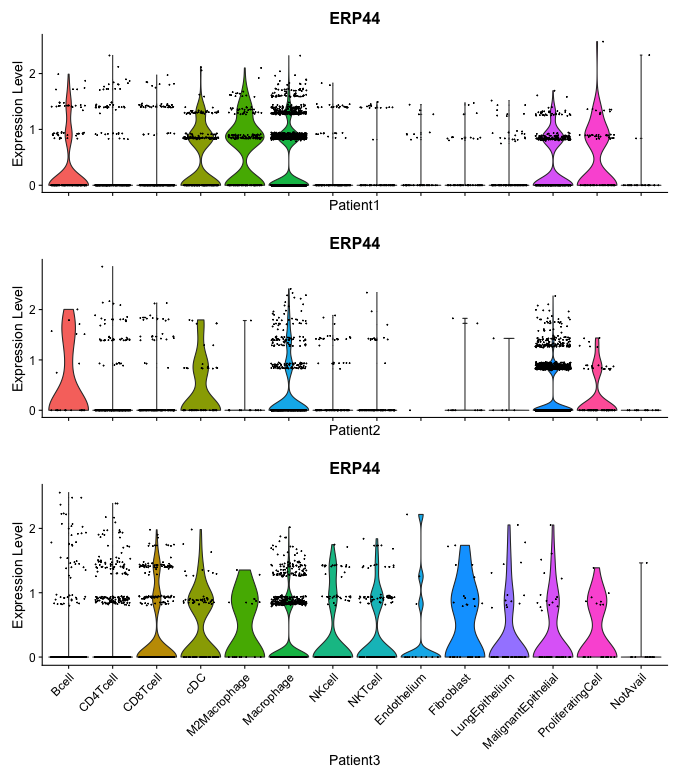 ERP44
Expression Level
2
1
0
Patient1
ERP44
Expression Level
2
1
0
Patient2
ERP44
Expression Level
2
1
0
Bcell
CD4Tcell
CD8Tcell
cDC
M2Macrophage
Macrophage
NKcell
NKTcell
Endothelium
Fibroblast
LungEpithelium
MalignantEpithelial
ProliferatingCell
NotAvail
Patient3